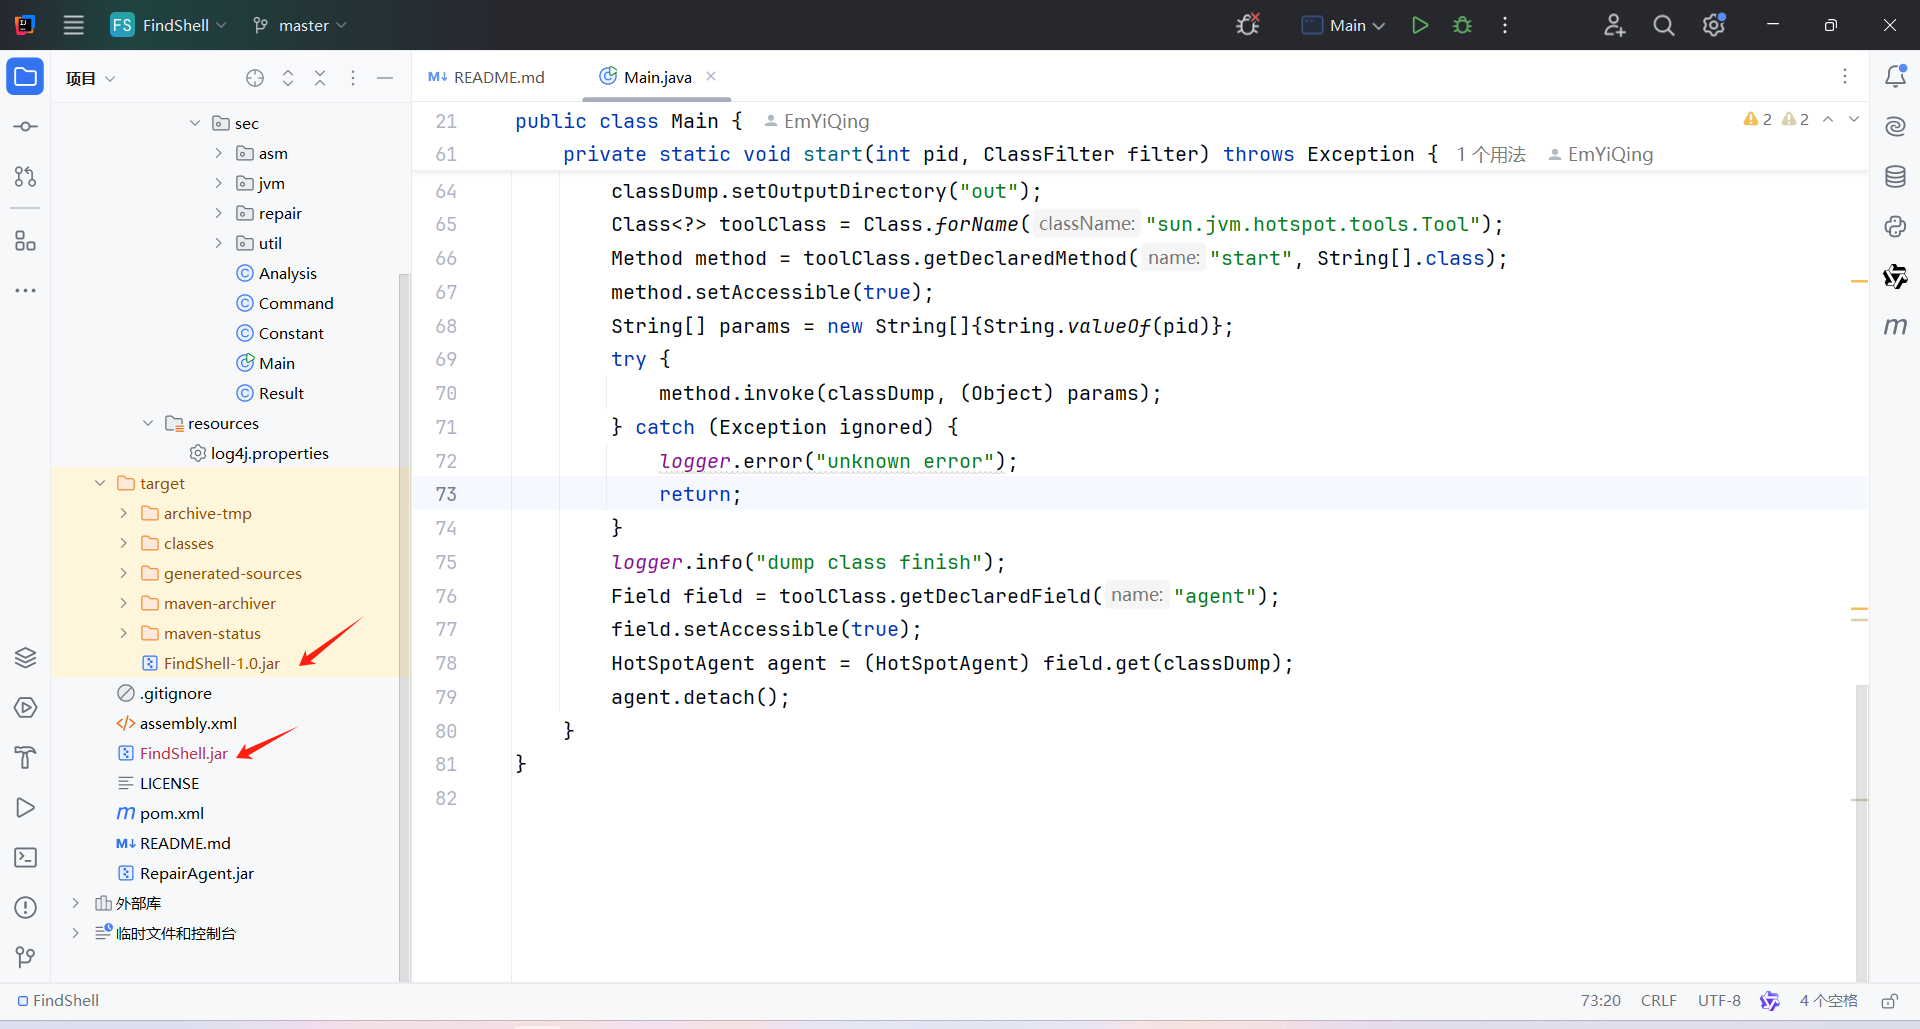 FS FindShell master Main
项目
README.md
Main.java
sec
asm
jvm
repair
util
Analysis
Command
Constant
Main
Result
resources
log4j.properties
target
archive-tmp
classes
generated-sources
maven-archiver
maven-status
FindShell-1.0.jar
.gitignore
assembly.xml
FindShell.jar
LICENSE
pom.xml
README.md
RepairAgent.jar
外部库
临时文件和控制台
21 public class Main { EmYiQing
2 2
61 private static void start(int pid, ClassFilter filter) throws Exception { 1 个用法 EmYiQing
64 classDump.setOutputDirectory("out");
65 Class<?> toolClass = Class.forName( className: "sun.jvm.hotspot.tools.Tool");
66 Method method = toolClass.getDeclaredMethod( name: "start", String[].class);
67 method.setAccessible(true);
68 String[] params = new String[]{String.valueOf(pid)};
69 try {
70 method.invoke(classDump, (Object) params);
71 } catch (Exception ignored) {
72 logger.error("unknown error");
73 return;
74 }
75 logger.info("dump class finish");
76 Field field = toolClass.getDeclaredField( name: "agent");
77 field.setAccessible(true);
78 HotSpotAgent agent = (HotSpotAgent) field.get(classDump);
79 agent.detach();
80 }
81 }
82
FindShell
73:20 CRLF UTF-8 4 个空格